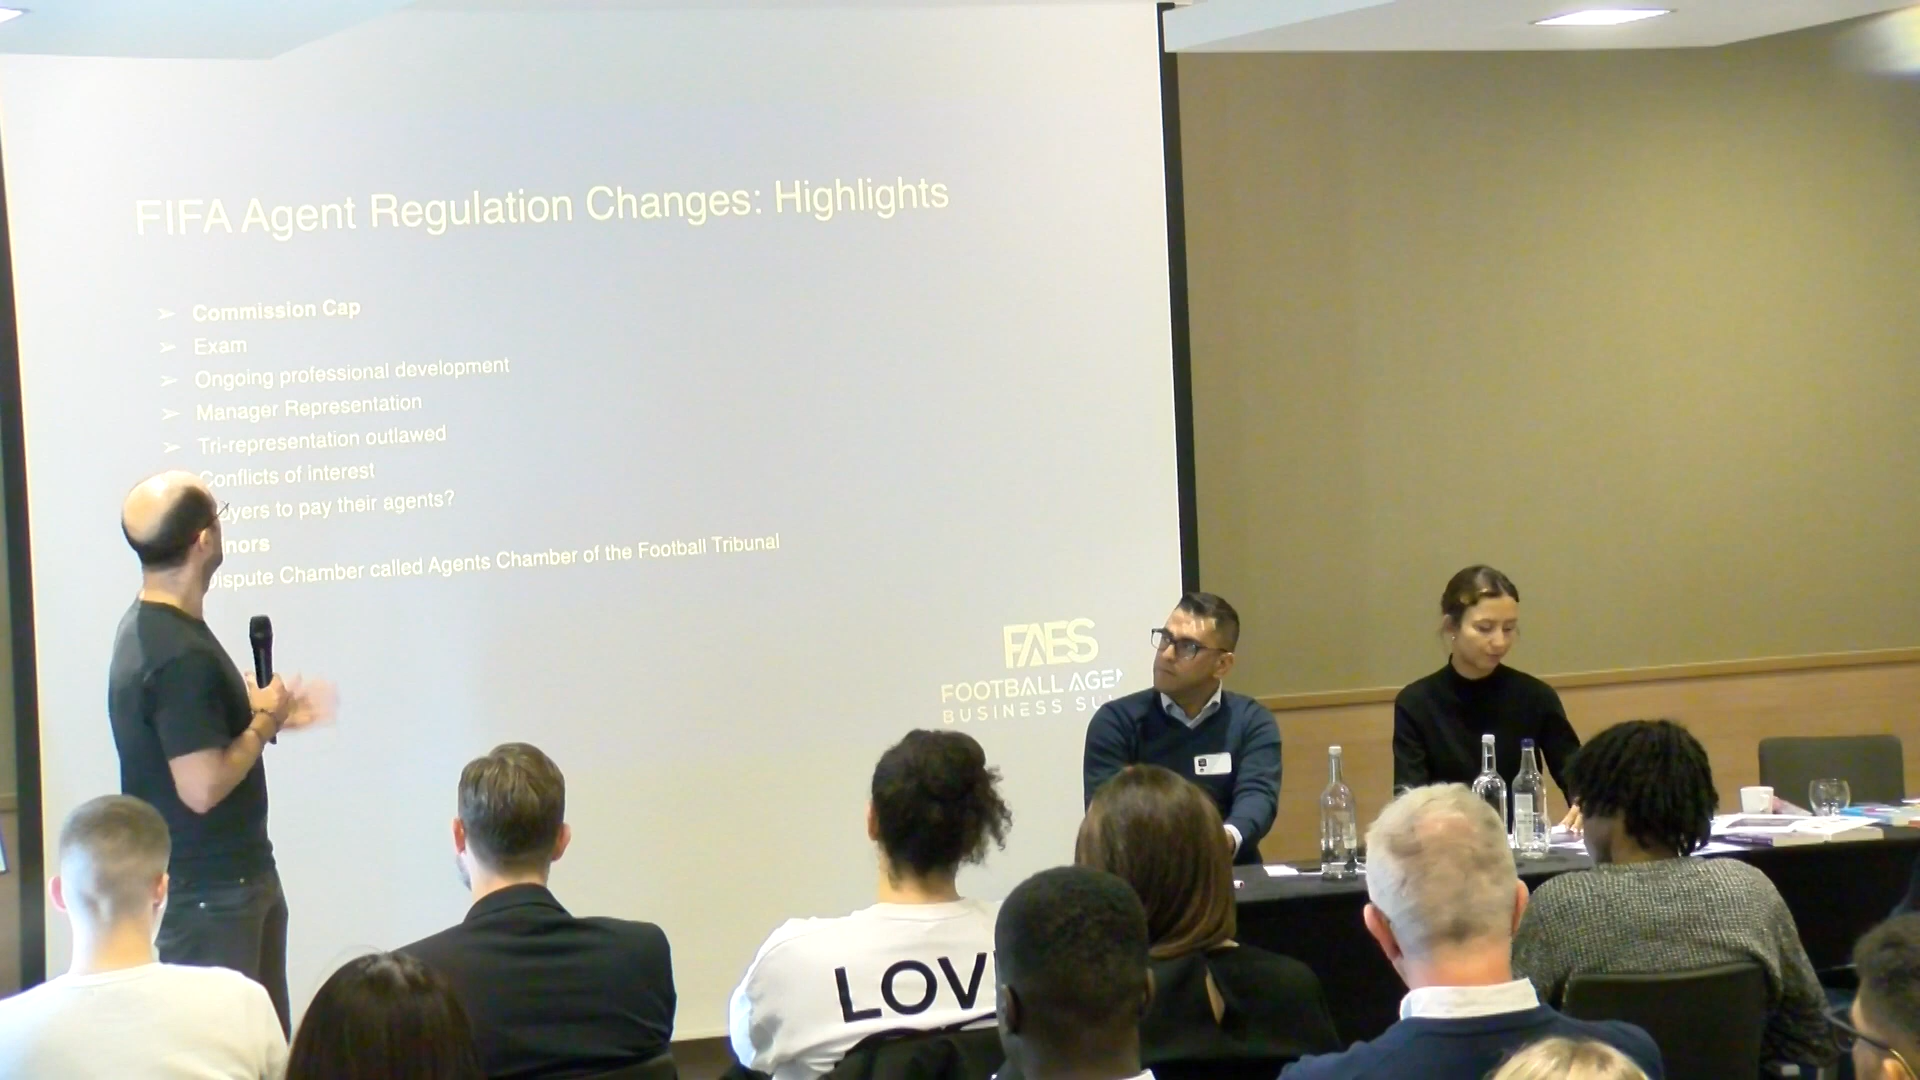 FIFA Agent Regulation Changes: Highlights
➢ Commission Cap
➢ Exam
➢ Ongoing professional development
➢ Manager Representation
➢ Tri-representation outlawed
Conflicts of interest
ayers to pay their agents?
nors
Dispute Chamber called Agents Chamber of the Football Tribunal
FAES
FOOTBALL AGEN
BUSINESS SU
LOV